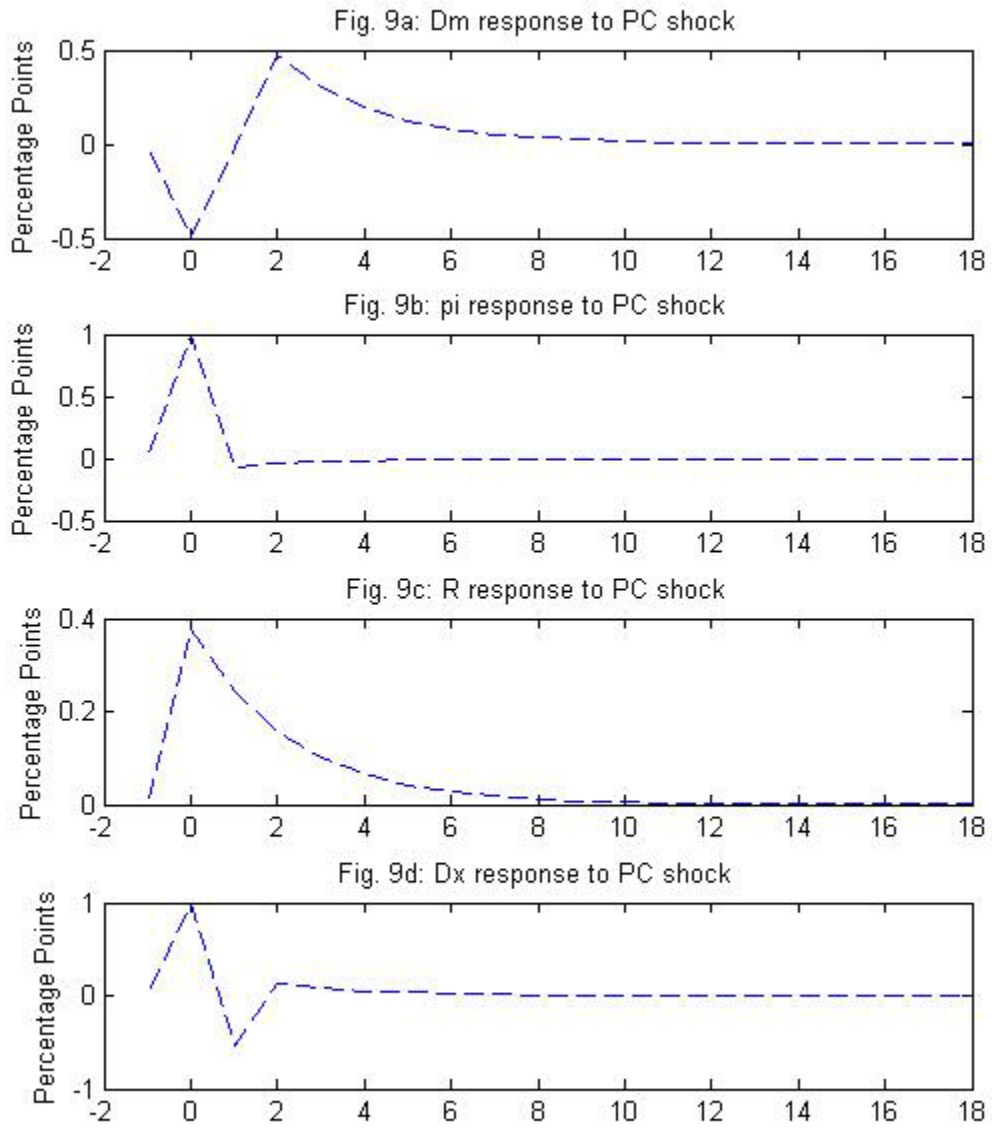 Fig. 9a: Dm response to PC shock
Percentage Points
0.5
0
-0.5
-2 0 2 4 6 8 10 12 14 16 18
Fig. 9b: pi response to PC shock
Percentage Points
1
0.5
0
-0.5
-2 0 2 4 6 8 10 12 14 16 18
Fig. 9c: R response to PC shock
Percentage Points
0.4
0.2
0
-2 0 2 4 6 8 10 12 14 16 18
Fig. 9d: Dx response to PC shock
Percentage Points
1
0
-1
-2 0 2 4 6 8 10 12 14 16 18